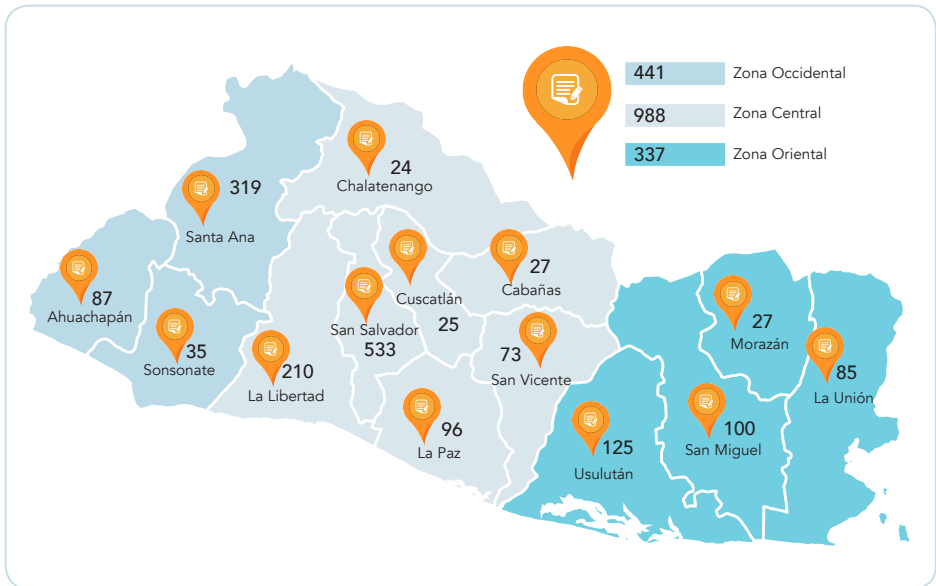 441 Zona Occidental
988 Zona Central
337 Zona Oriental
24
Chalatenango
319
Santa Ana
87
Ahuachapán
35
Sonsonate
210
La Libertad
San Salvador
533
Cuscatlán
25
27
Cabañas
73
San Vicente
96
La Paz
27
Morazán
85
La Unión
100
San Miguel
125
Usulután